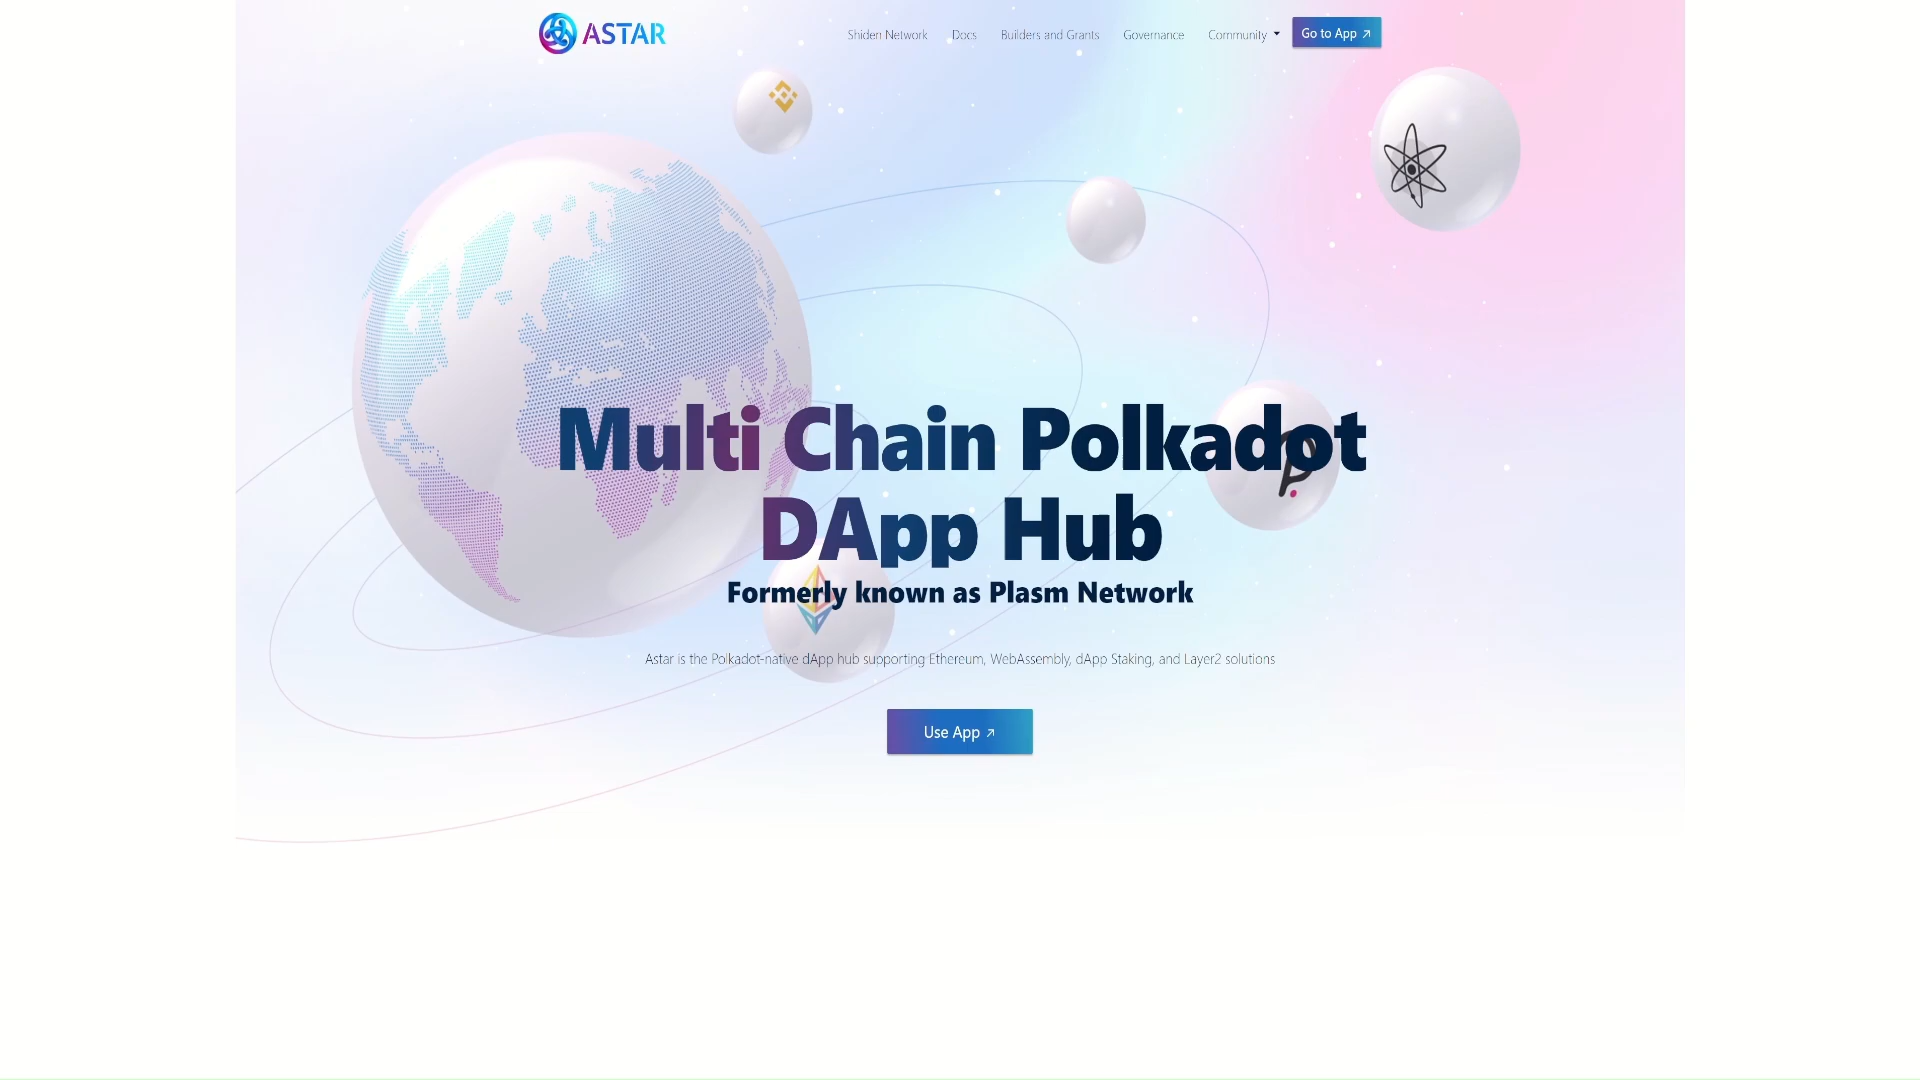 ASTAR
Shiden Network
Docs
Builders and Grants
Governance
Community
Go to App
Multi Chain Polkadot
DApp Hub
Formerly known as Plasm Network
Astar is the Polkadot-native dApp hub supporting Ethereum, WebAssembly, dApp Staking, and Layer2 solutions
Use App